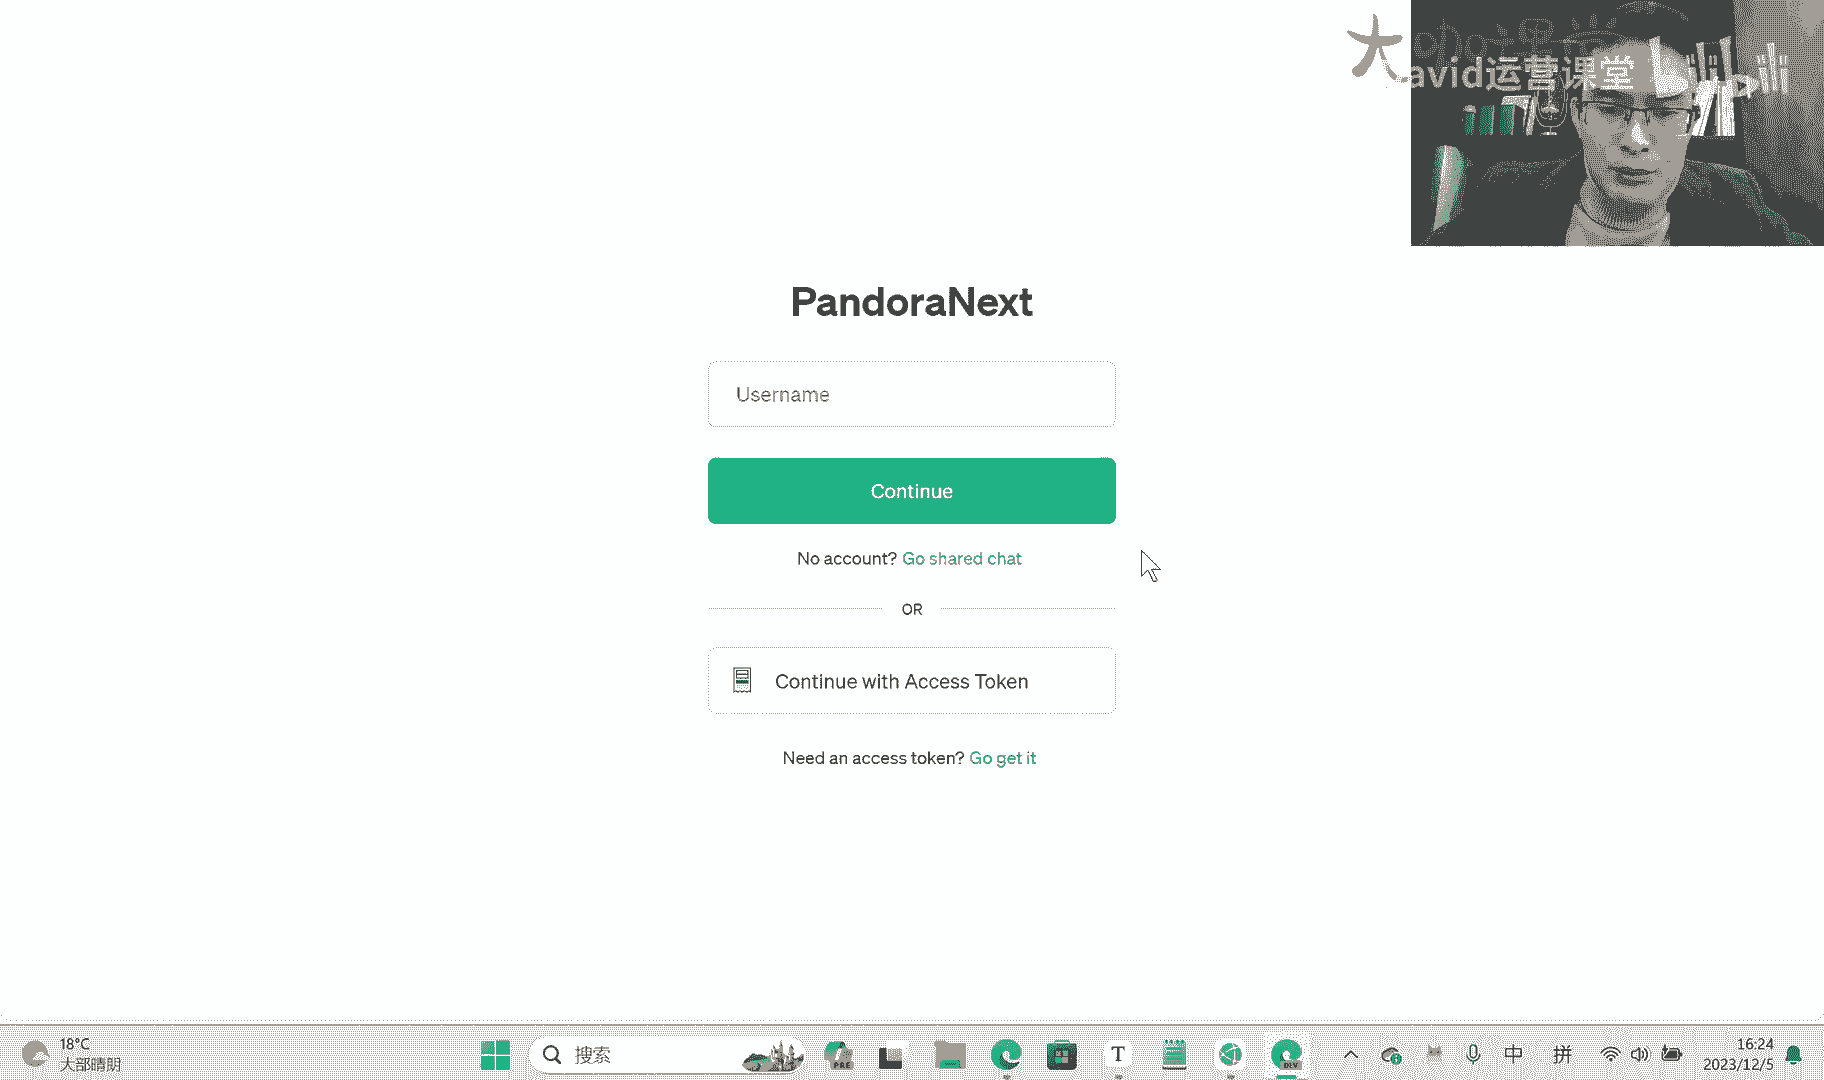 大
avid运营课堂 bilibili
PandoraNext
Username
Continue
No account? Go shared chat
OR
Continue with Access Token
Need an access token? Go get it
18°C
大部晴朗
搜索
PRE
T
DEV
中
拼
16:24
2023/12/5